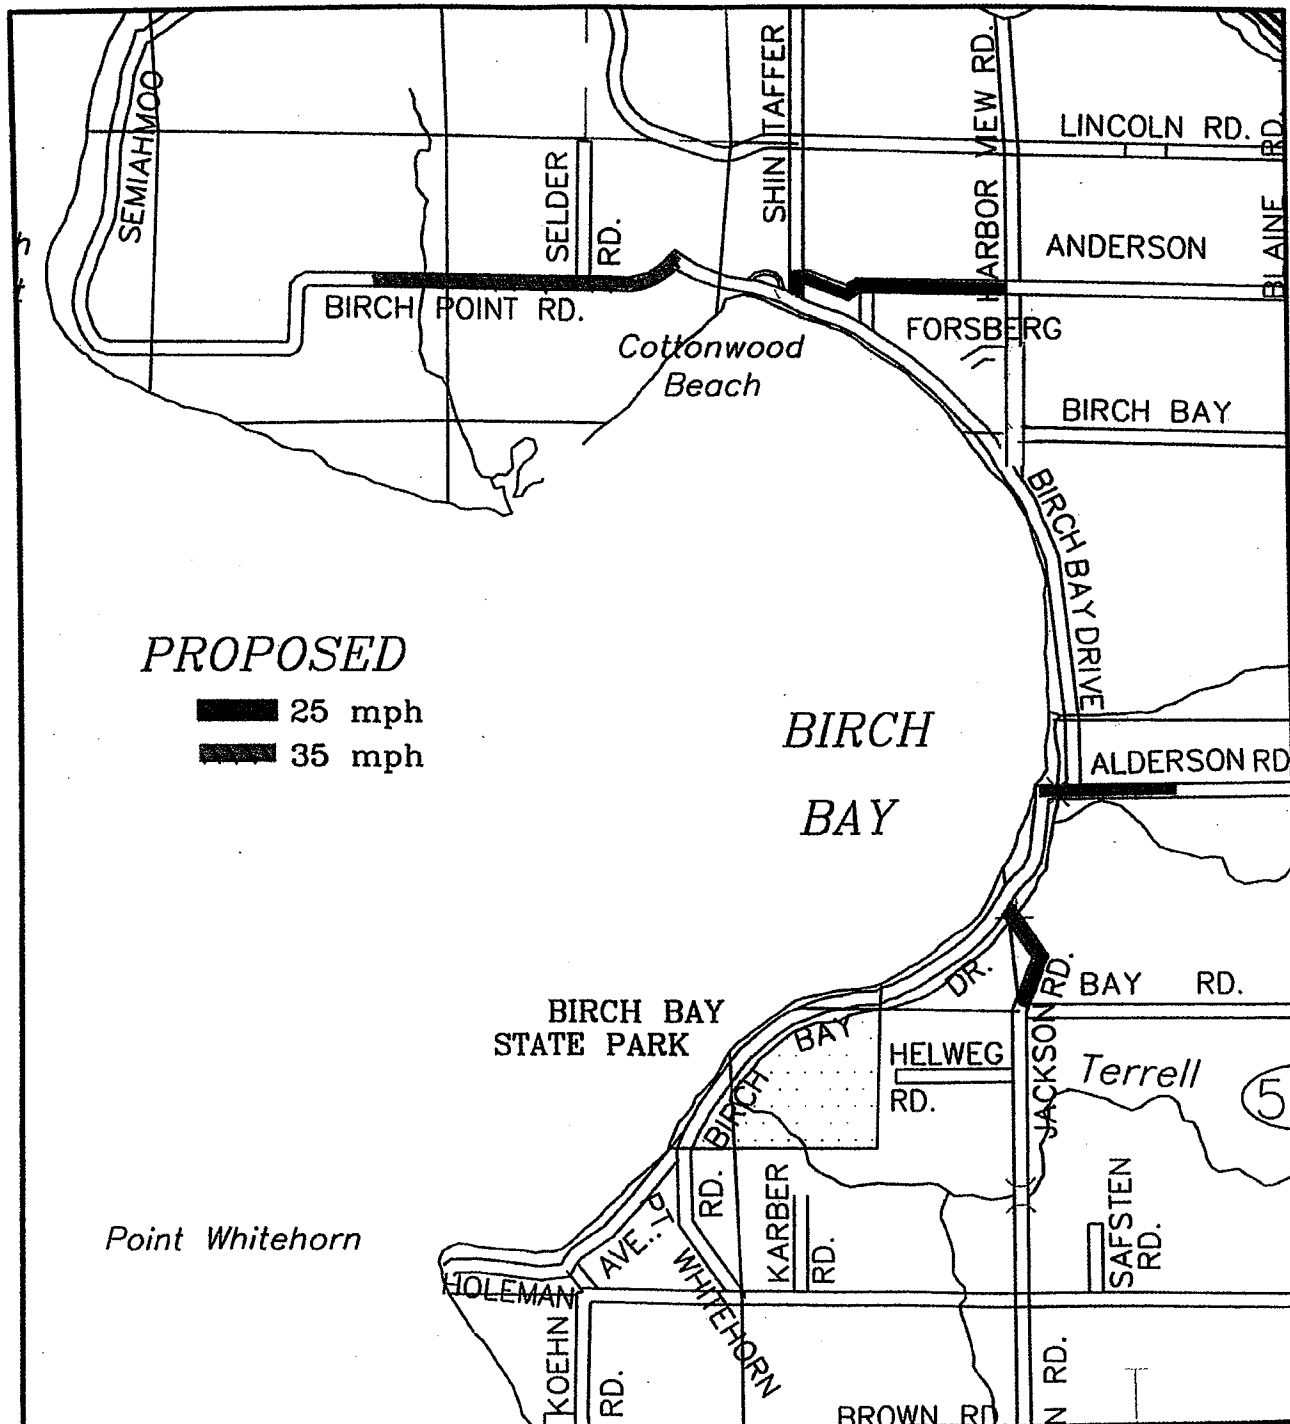 SEMIAHMOO
SELDER
RD.
SHIN TAFFER
HARBOR VIEW RD.
LINCOLN RD.
BLAINE RD.
ANDERSON
BIRCH POINT RD.
FORSBERG
Cottonwood
Beach
BIRCH BAY
BIRCH BAY DRIVE
PROPOSED
25 mph
35 mph
BIRCH
BAY
ALDERSON RD
BIRCH BAY
STATE PARK
BIRCH BAY DR.
BAY RD.
JACKSON RD.
HELWEG
RD.
Terrell
5
Point Whitehorn
HOLEMAN AVE.
PT WHITEHORN RD.
KARBER
RD.
SAFSTEN
RD.
KOEHN
RD.
BROWN RD.
N RD.